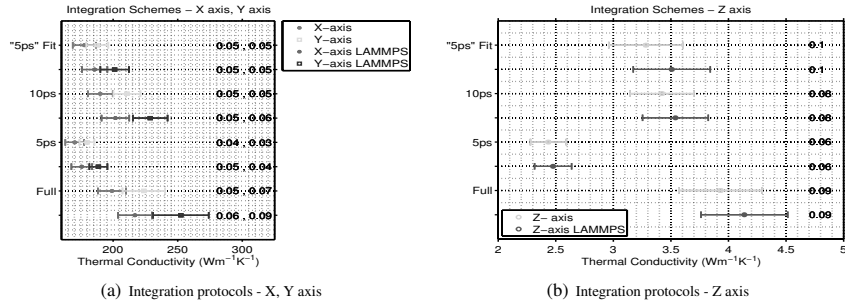 Integration Schemes - X axis, Y axis
"5ps" Fit
10ps
5ps
Full
0.05 , 0.05
0.05 , 0.05
0.05 , 0.05
0.05 , 0.06
0.04 , 0.03
0.05 , 0.04
0.05 , 0.07
0.06 , 0.09
200
250
300
Thermal Conductivity (Wm⁻¹K⁻¹)
X-axis
Y-axis
X-axis LAMMPS
Y-axis LAMMPS
(a) Integration protocols - X, Y axis
Integration Schemes - Z axis
"5ps" Fit
10ps
5ps
Full
0.1
0.1
0.08
0.08
0.06
0.06
0.09
0.09
Z- axis
Z-axis LAMMPS
2
2.5
3
3.5
4
4.5
5
Thermal Conductivity (Wm⁻¹K⁻¹)
(b) Integration protocols - Z axis